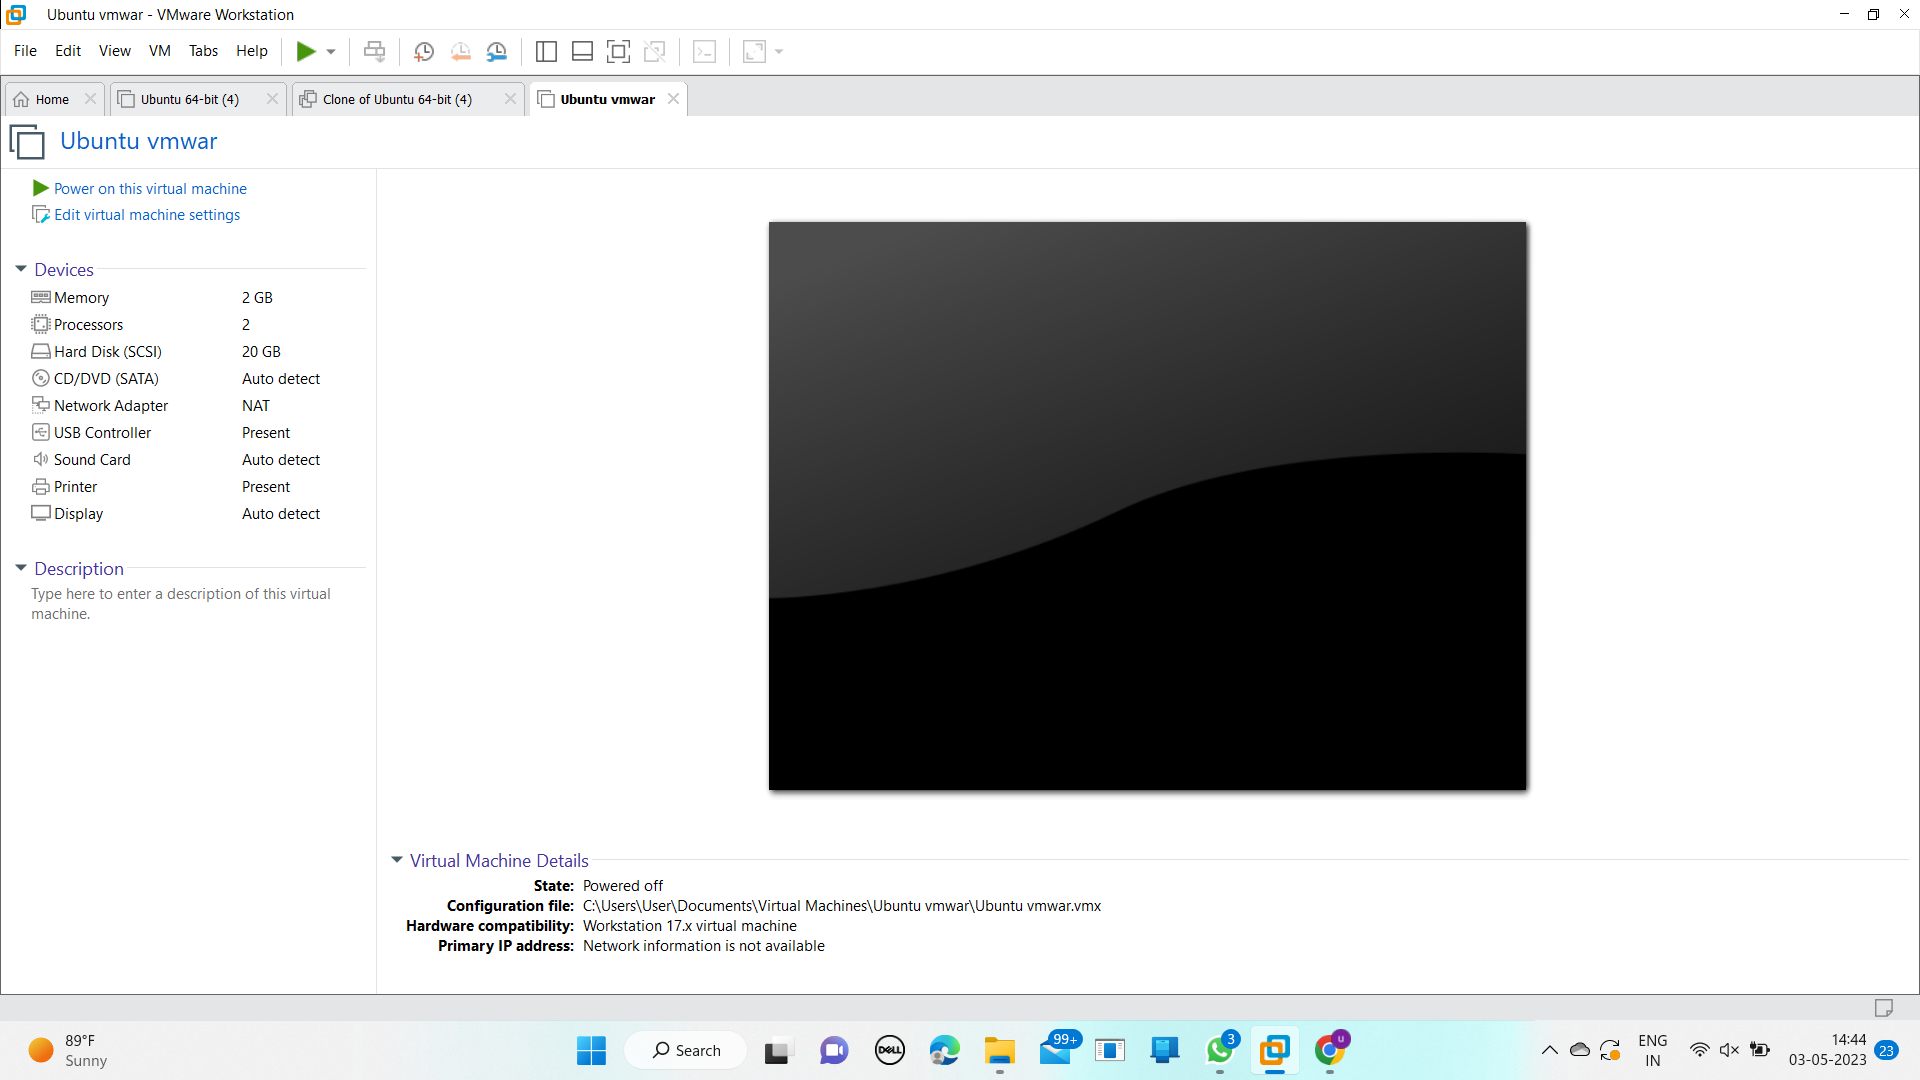 Ubuntu vmwar - VMware Workstation
File Edit View VM Tabs Help
Home Ubuntu 64-bit (4) Clone of Ubuntu 64-bit (4) Ubuntu vmwar
Ubuntu vmwar
Power on this virtual machine
Edit virtual machine settings
Devices
Memory 2 GB
Processors 2
Hard Disk (SCSI) 20 GB
CD/DVD (SATA) Auto detect
Network Adapter NAT
USB Controller Present
Sound Card Auto detect
Printer Present
Display Auto detect
Description
Type here to enter a description of this virtual
machine.
Virtual Machine Details
State: Powered off
Configuration file: C:\Users\User\Documents\Virtual Machines\Ubuntu vmwar\Ubuntu vmwar.vmx
Hardware compatibility: Workstation 17.x virtual machine
Primary IP address: Network information is not available
89°F
Sunny
Search
DELL
99+
3
U
ENG
IN
14:44
03-05-2023
23